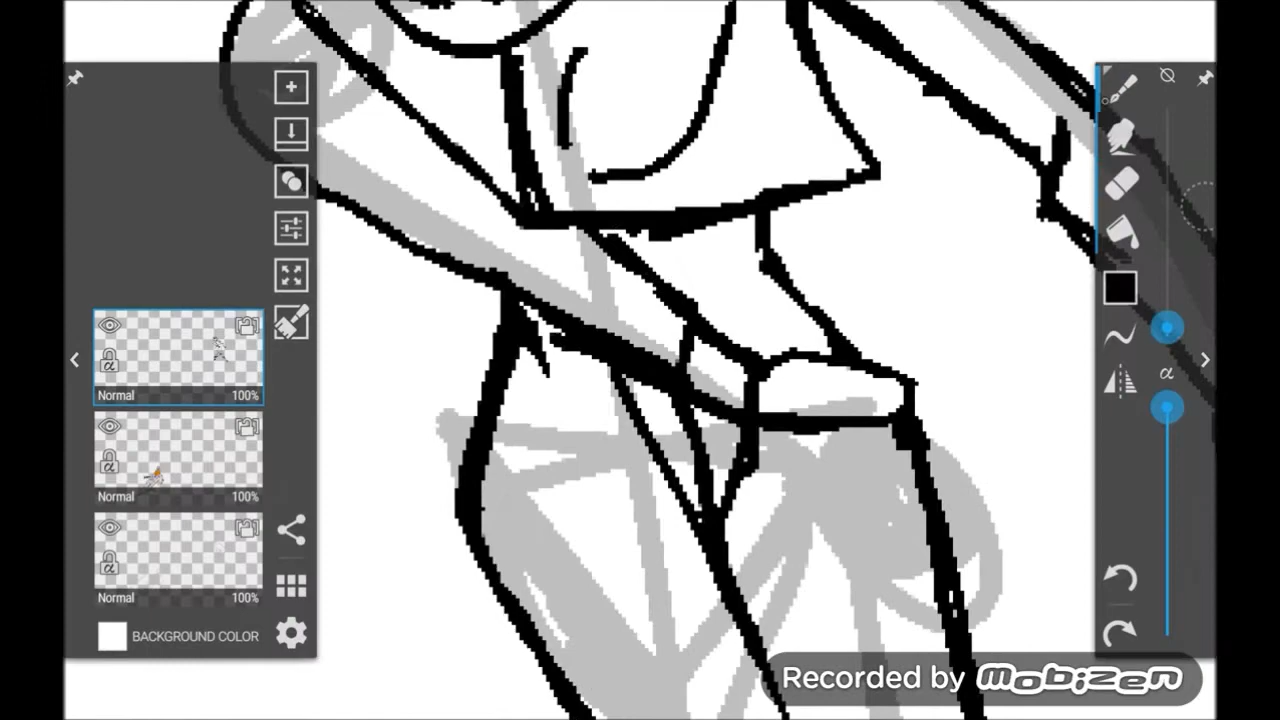 Normal 100%
Normal 100%
Normal 100%
BACKGROUND COLOR
α
Recorded by mobizen